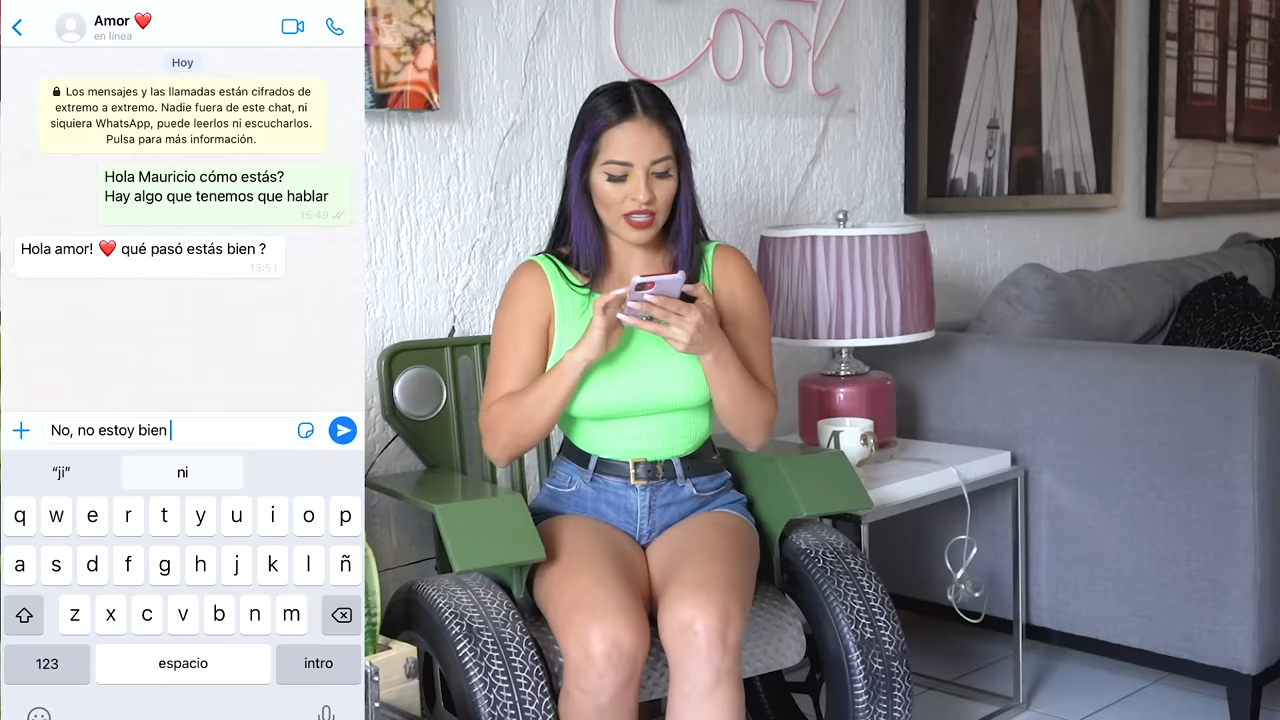 Amor ❤️
en línea
Hoy
🔒 Los mensajes y las llamadas están cifrados de
extremo a extremo. Nadie fuera de este chat, ni
siquiera WhatsApp, puede leerlos ni escucharlos.
Pulsa para más información.
Hola Mauricio cómo estás?
Hay algo que tenemos que hablar
15:49
Hola amor! ❤️ qué pasó estás bien ?
15:51
No, no estoy bien
“ji” ni
q w e r t y u i o p
a s d f g h j k l ñ
z x c v b n m
123 espacio intro
Cool